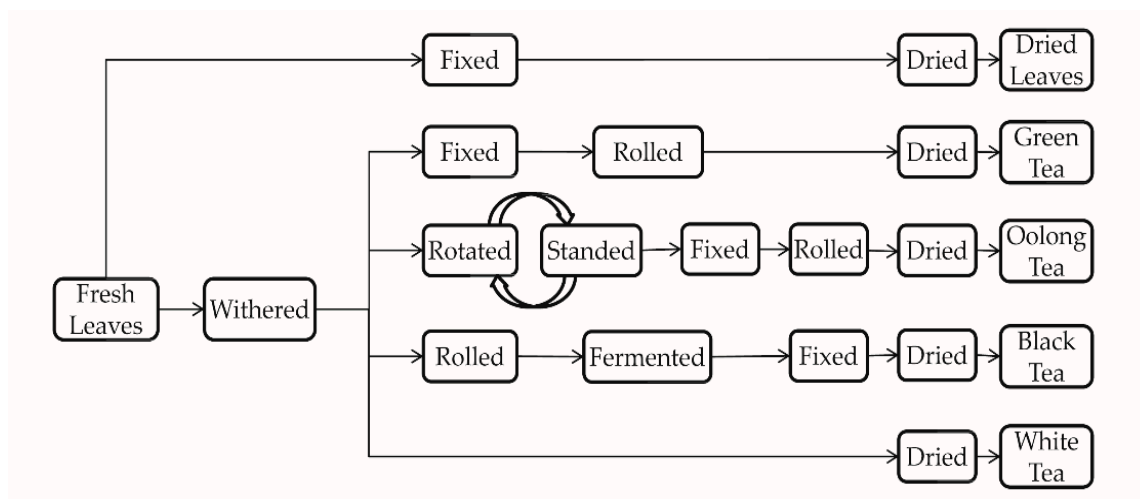 Fixed
Dried
Dried
Leaves
Fixed
Rolled
Dried
Green
Tea
Rotated
Standed
Fixed
Rolled
Dried
Oolong
Tea
Fresh
Leaves
Withered
Rolled
Fermented
Fixed
Dried
Black
Tea
Dried
White
Tea